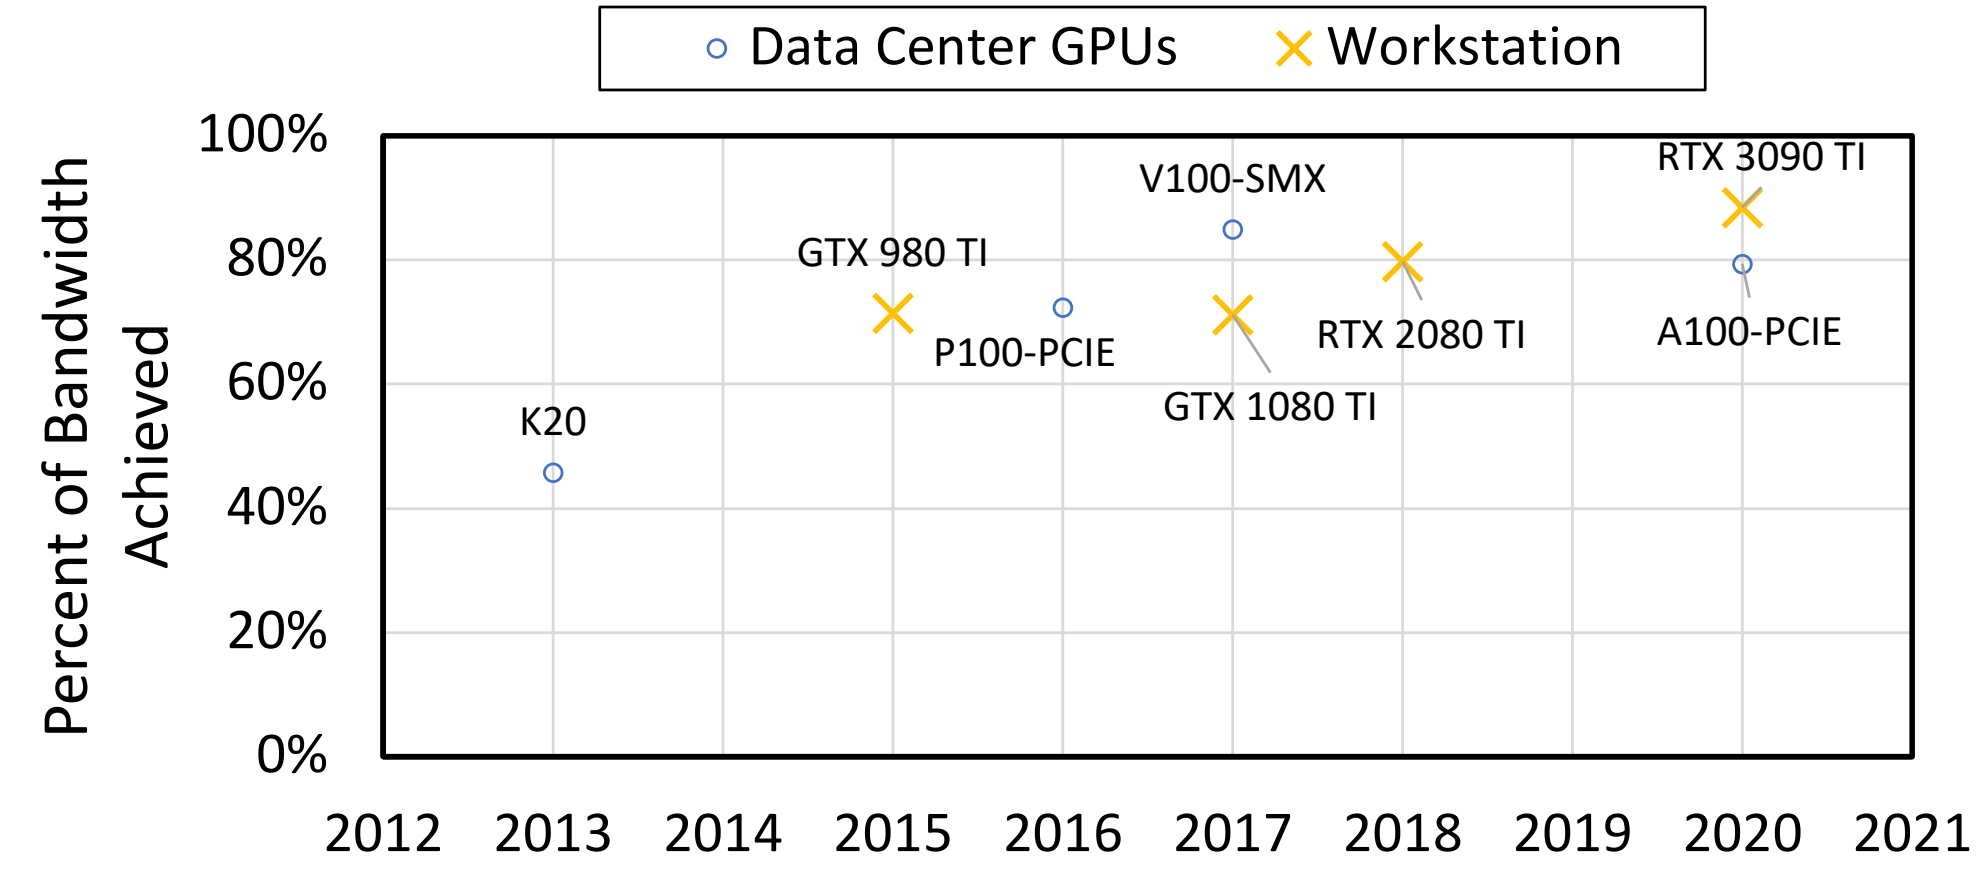 Data Center GPUs
Workstation
Percent of Bandwidth
Achieved
100%
80%
60%
40%
20%
0%
RTX 3090 TI
V100-SMX
GTX 980 TI
RTX 2080 TI
A100-PCIE
P100-PCIE
GTX 1080 TI
K20
2012 2013 2014 2015 2016 2017 2018 2019 2020 2021